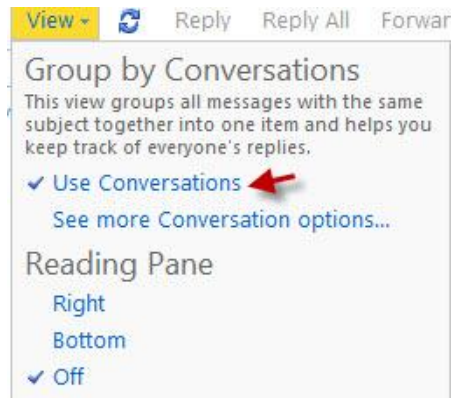 View Reply Reply All Forwar
Group by Conversations
This view groups all messages with the same
subject together into one item and helps you
keep track of everyone's replies.
Use Conversations
See more Conversation options...
Reading Pane
Right
Bottom
Off